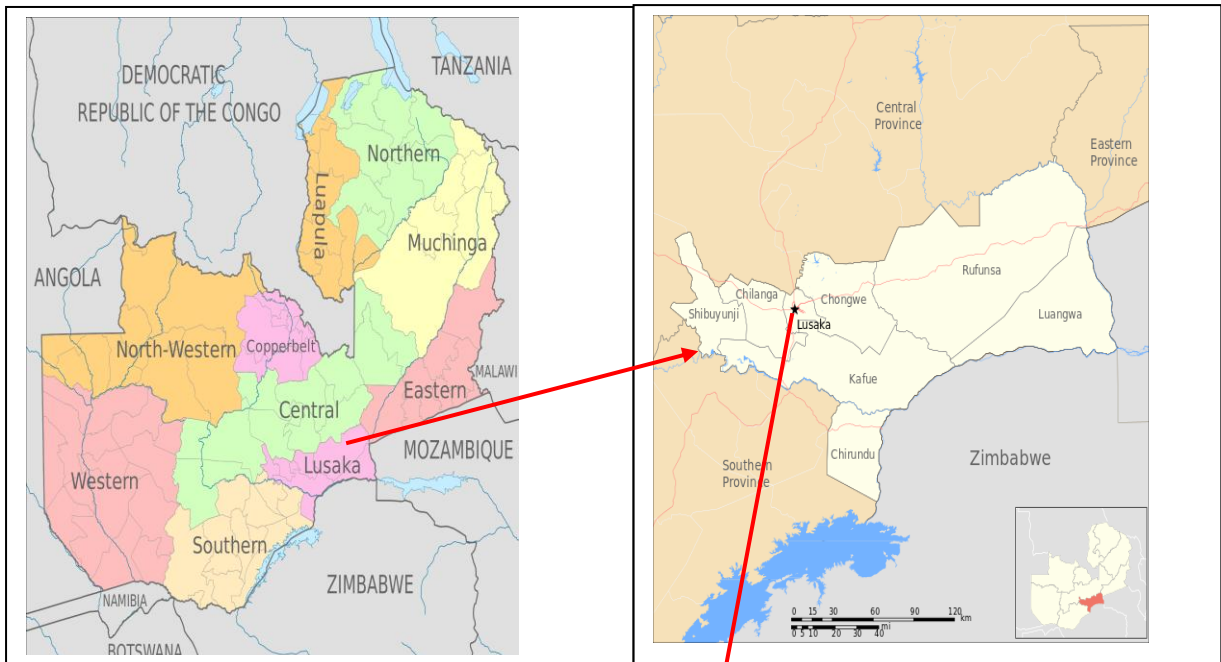 DEMOCRATIC
REPUBLIC OF THE CONGO
TANZANIA
Northern
Luapula
Muchinga
ANGOLA
North-Western
Copperbelt
MALAWI
Eastern
Central
MOZAMBIQUE
Lusaka
Western
Southern
ZIMBABWE
NAMIBIA
BOTSWANA
Central
Province
Eastern
Province
Rufunsa
Chilanga
Chongwe
Shibuyunji
Luangwa
Lusaka
Kafue
Chirundu
Southern
Province
Zimbabwe
0 15 30 60 90 120
km
mi
0 5 10 20 30 40